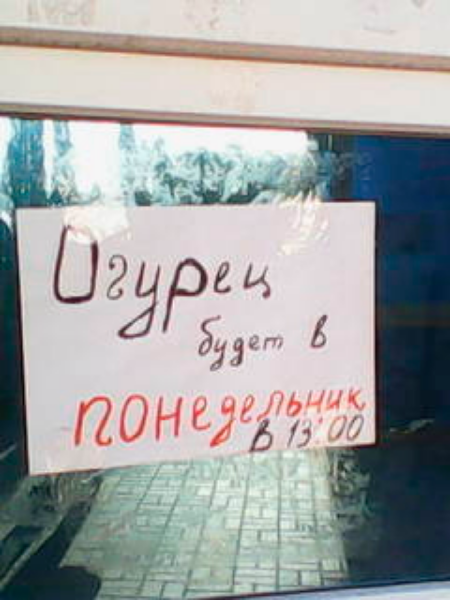 Огурец
будет в
понедельник
в 13:00